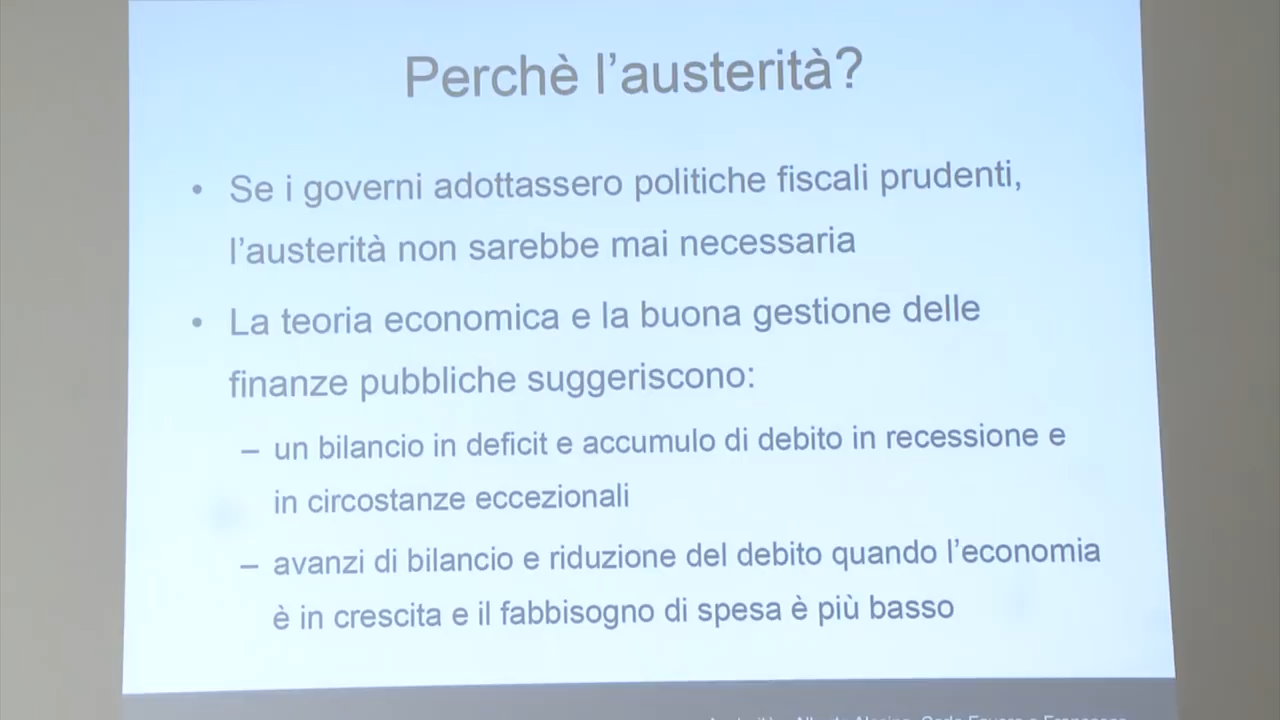 Perchè l'austerità?
• Se i governi adottassero politiche fiscali prudenti,
l'austerità non sarebbe mai necessaria
• La teoria economica e la buona gestione delle
finanze pubbliche suggeriscono:
– un bilancio in deficit e accumulo di debito in recessione e
in circostanze eccezionali
– avanzi di bilancio e riduzione del debito quando l'economia
è in crescita e il fabbisogno di spesa è più basso